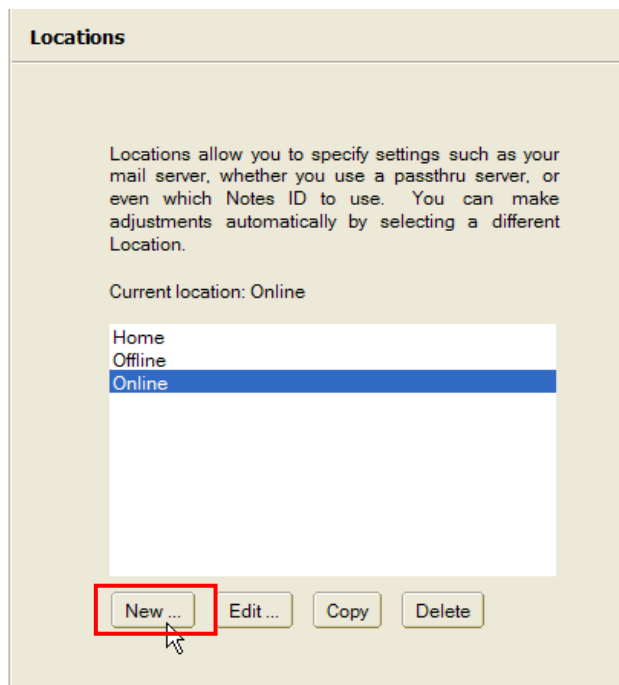 Locations
Locations allow you to specify settings such as your
mail server, whether you use a passthru server, or
even which Notes ID to use. You can make
adjustments automatically by selecting a different
Location.
Current location: Online
Home
Offline
Online
New ... Edit ... Copy Delete